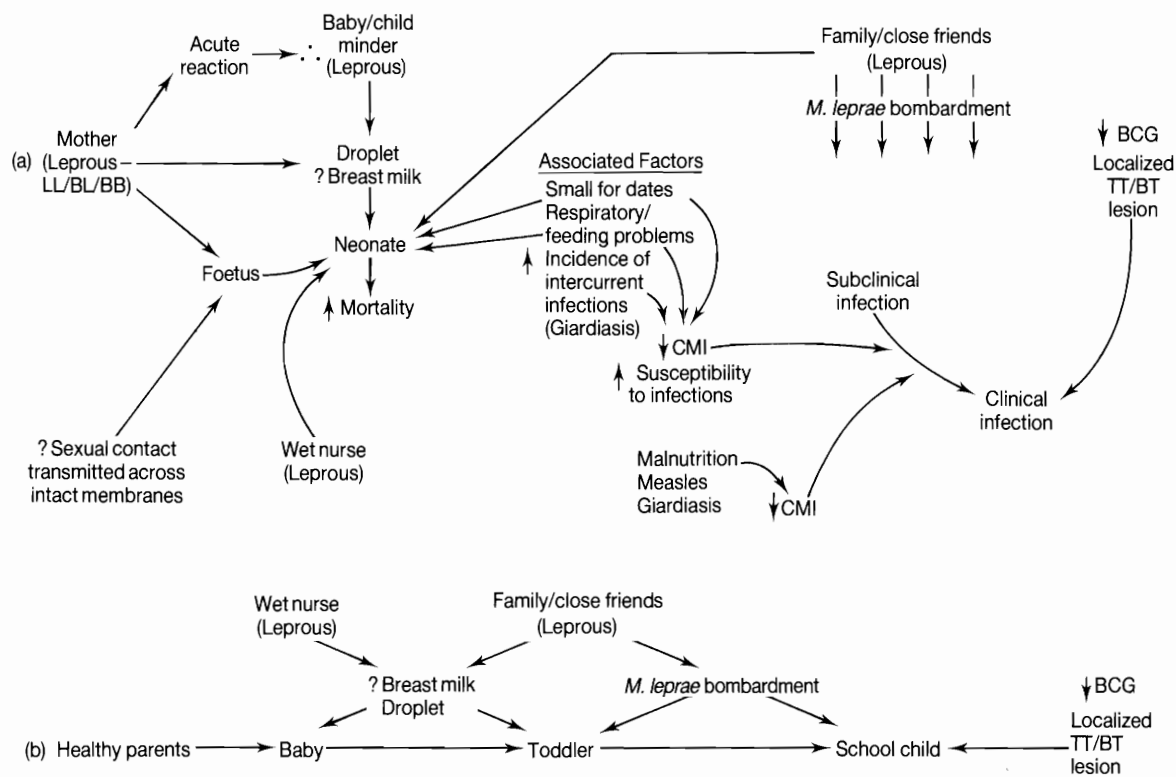 Acute
reaction
∴ Baby/child
minder
(Leprous)
Family/close friends
(Leprous)
M. leprae bombardment
(a) Mother
(Leprous
LL/BL/BB)
Droplet
? Breast milk
Neonate
↑ Mortality
Foetus
? Sexual contact
transmitted across
intact membranes
Wet nurse
(Leprous)
Associated Factors
Small for dates
Respiratory/
feeding problems
↑ Incidence of
intercurrent
infections
(Giardiasis)
↓ CMI
↑ Susceptibility
to infections
Malnutrition
Measles
Giardiasis
↓ CMI
Subclinical
infection
Clinical
infection
↓ BCG
Localized
TT/BT
lesion
Wet nurse
(Leprous)
Family/close friends
(Leprous)
? Breast milk
Droplet
M. leprae bombardment
↓ BCG
Localized
TT/BT
lesion
(b) Healthy parents
Baby
Toddler
School child